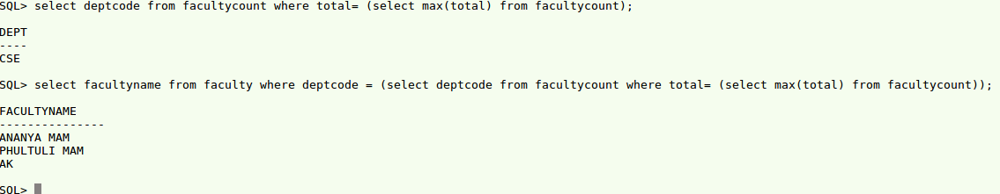 SQL> select deptcode from facultycount where total= (select max(total) from facultycount);
DEPT
----
CSE
SQL> select facultyname from faculty where deptcode = (select deptcode from facultycount where total= (select max(total) from facultycount));
FACULTYNAME
---------------
ANANYA MAM
PHULTULI MAM
AK
SQL>